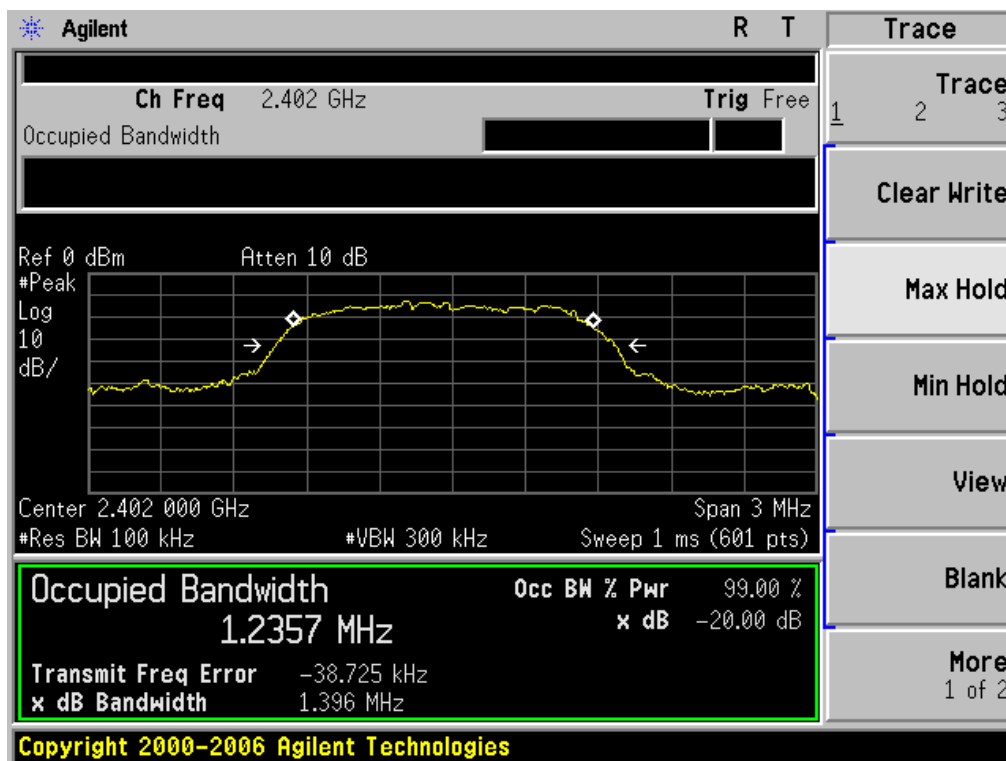 Agilent R T
Ch Freq 2.402 GHz Trig Free
Occupied Bandwidth
Ref 0 dBm Atten 10 dB
#Peak
Log
10
dB/
Center 2.402 000 GHz Span 3 MHz
#Res BW 100 kHz #VBW 300 kHz Sweep 1 ms (601 pts)
Occupied Bandwidth Occ BW % Pwr 99.00 %
1.2357 MHz x dB -20.00 dB
Transmit Freq Error -38.725 kHz
x dB Bandwidth 1.396 MHz
Copyright 2000-2006 Agilent Technologies
Trace
Trace
1 2 3
Clear Write
Max Hold
Min Hold
View
Blank
More
1 of 2